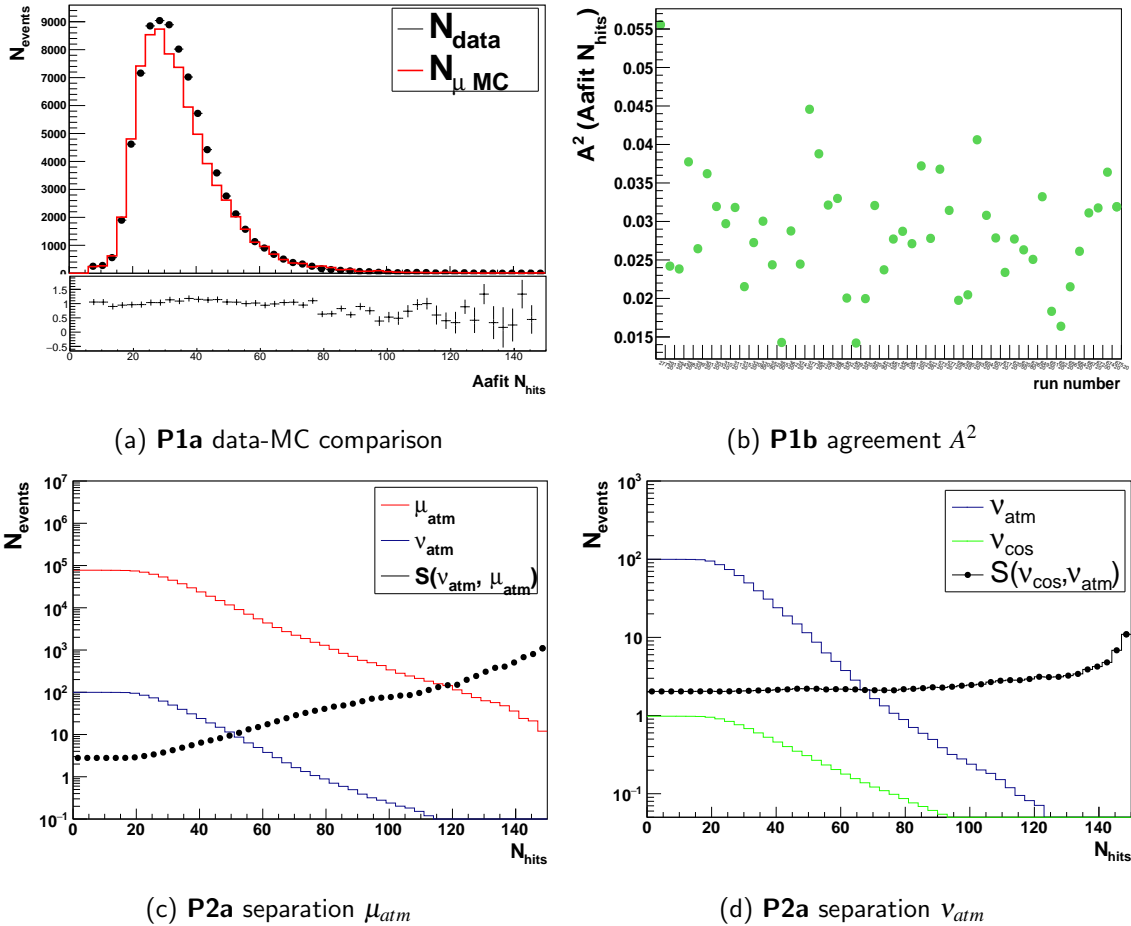 N_events
9000
8000
7000
6000
5000
4000
3000
2000
1000
0
N_data
N_μ MC
1.5
1
0.5
0
−0.5
0 20 40 60 80 100 120 140
Aafit N_hits
(a) P1a data-MC comparison
A² (Aafit N_hits)
0.055
0.05
0.045
0.04
0.035
0.03
0.025
0.02
0.015
run number
(b) P1b agreement A²
N_events
10⁷
10⁶
10⁵
10⁴
10³
10²
10
1
10⁻¹
μ_atm
ν_atm
S(ν_atm, μ_atm)
0 20 40 60 80 100 120 140
N_hits
(c) P2a separation μ_atm
N_events
10³
10²
10
1
10⁻¹
ν_atm
ν_cos
S(ν_cos,ν_atm)
0 20 40 60 80 100 120 140
N_hits
(d) P2a separation ν_atm